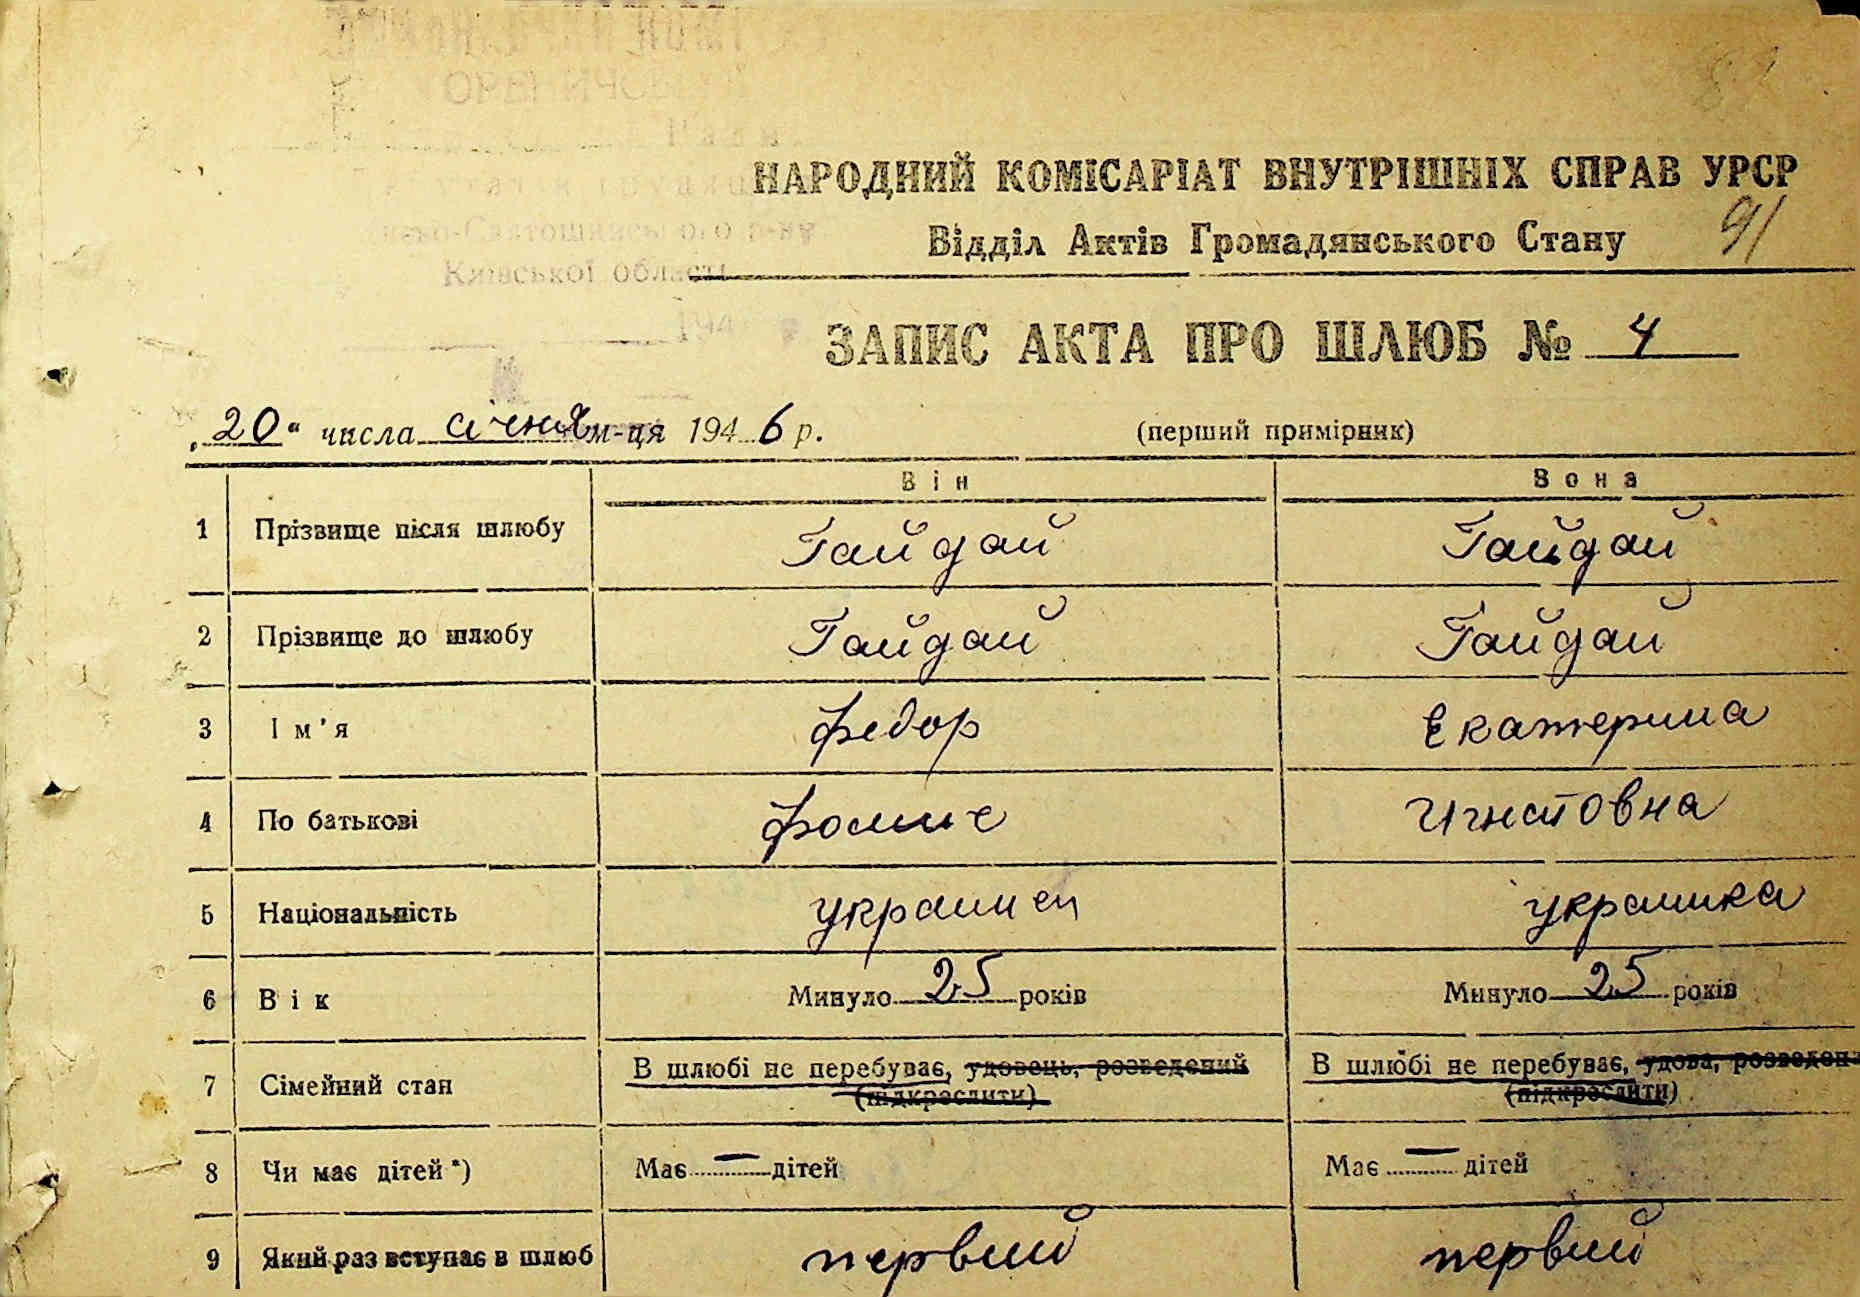 НАРОДНИЙ КОМІСАРІАТ ВНУТРІШНІХ СПРАВ УРСР
Відділ Актів Громадянського Стану
91
Київської області
194
ЗАПИС АКТА ПРО ШЛЮБ № 4
„20“ числа січня м-ця 1946 р. (перший примірник)
Він Вона
1 Прізвище після шлюбу Гайдай Гайдай
2 Прізвище до шлюбу Гайдай Гайдай
3 Ім'я Федор Екатерина
4 По батькові Фомич Игнатовна
5 Національність украинец украинка
6 Вік Минуло 25 років Минуло 25 років
7 Сімейний стан В шлюбі не перебуває, удовець, розведений В шлюбі не перебуває, удова, розведен
(підкреслити) (підкреслити)
8 Чи має дітей*) Має — дітей Має — дітей
9 Який раз вступає в шлюб первий первий